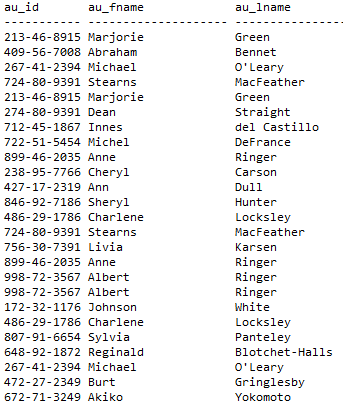 au_id au_fname au_lname
----------- -------------------- ---------------
213-46-8915 Marjorie Green
409-56-7008 Abraham Bennet
267-41-2394 Michael O'Leary
724-80-9391 Stearns MacFeather
213-46-8915 Marjorie Green
274-80-9391 Dean Straight
712-45-1867 Innes del Castillo
722-51-5454 Michel DeFrance
899-46-2035 Anne Ringer
238-95-7766 Cheryl Carson
427-17-2319 Ann Dull
846-92-7186 Sheryl Hunter
486-29-1786 Charlene Locksley
724-80-9391 Stearns MacFeather
756-30-7391 Livia Karsen
899-46-2035 Anne Ringer
998-72-3567 Albert Ringer
998-72-3567 Albert Ringer
172-32-1176 Johnson White
486-29-1786 Charlene Locksley
807-91-6654 Sylvia Panteley
648-92-1872 Reginald Blotchet-Halls
267-41-2394 Michael O'Leary
472-27-2349 Burt Gringlesby
672-71-3249 Akiko Yokomoto